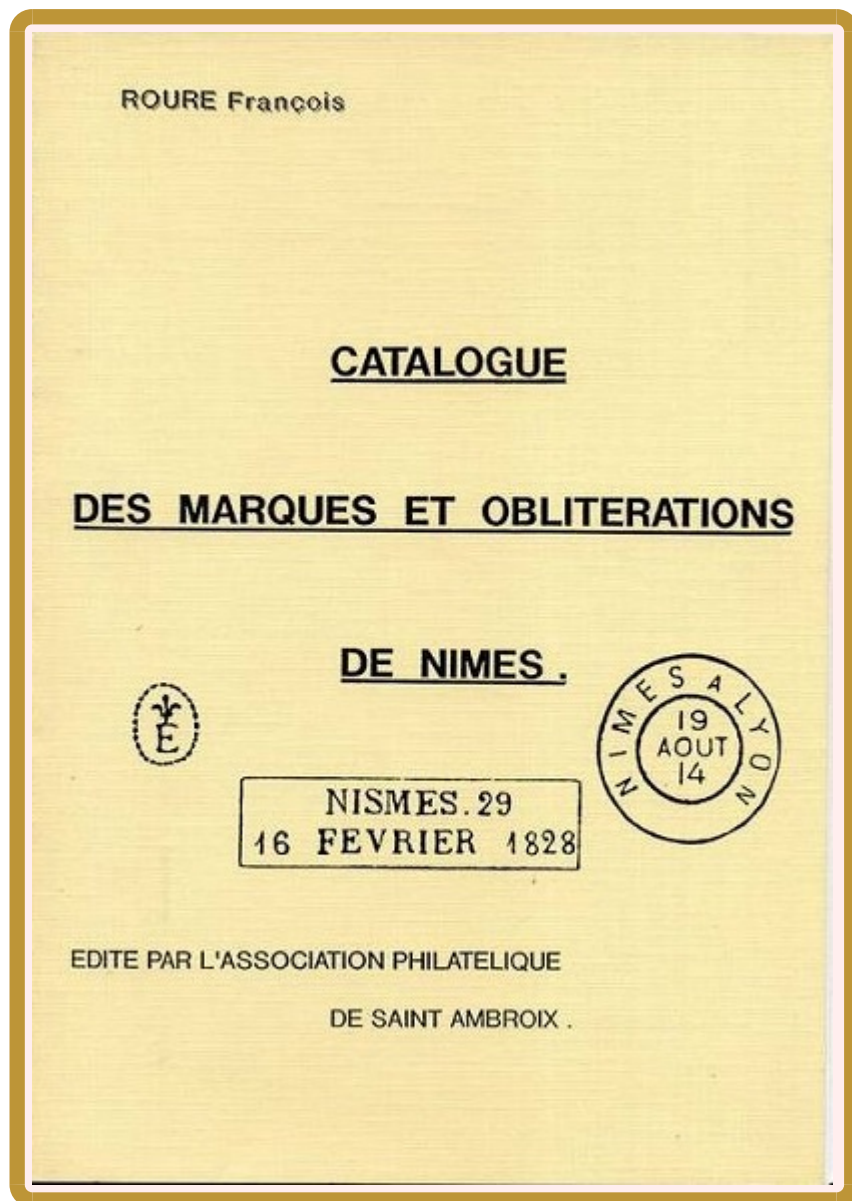 ROURE François
CATALOGUE
DES MARQUES ET OBLITERATIONS
DE NIMES .
E
NIMES A LYON
19
AOUT
14
NISMES.29
16 FEVRIER 1828
EDITE PAR L'ASSOCIATION PHILATELIQUE
DE SAINT AMBROIX .